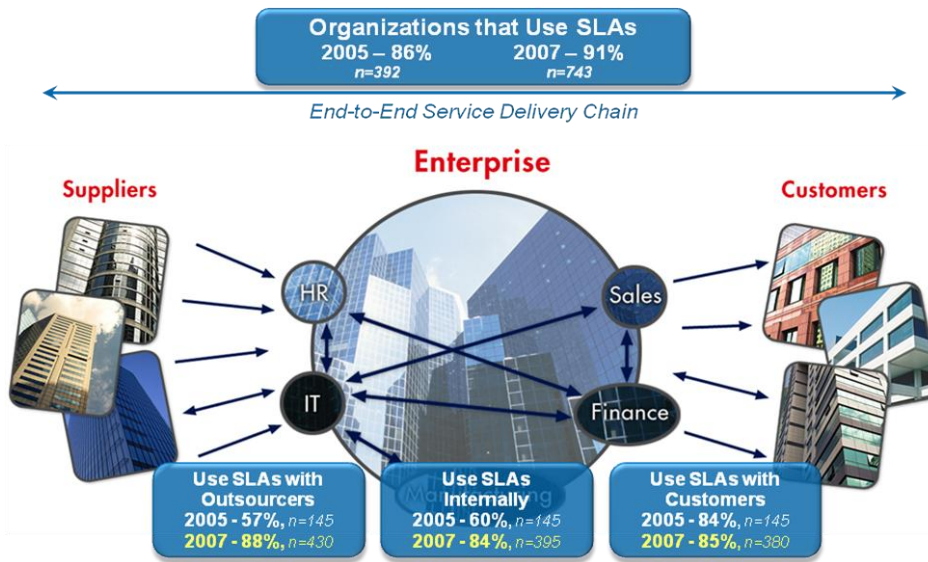 Organizations that Use SLAs
2005 – 86% 2007 – 91%
n=392 n=743
End-to-End Service Delivery Chain
Enterprise
Suppliers
Customers
HR
Sales
IT
Finance
Manufacturing
Use SLAs with
Outsourcers
2005 - 57%, n=145
2007 - 88%, n=430
Use SLAs
Internally
2005 - 60%, n=145
2007 - 84%, n=395
Use SLAs with
Customers
2005 - 84%, n=145
2007 - 85%, n=380